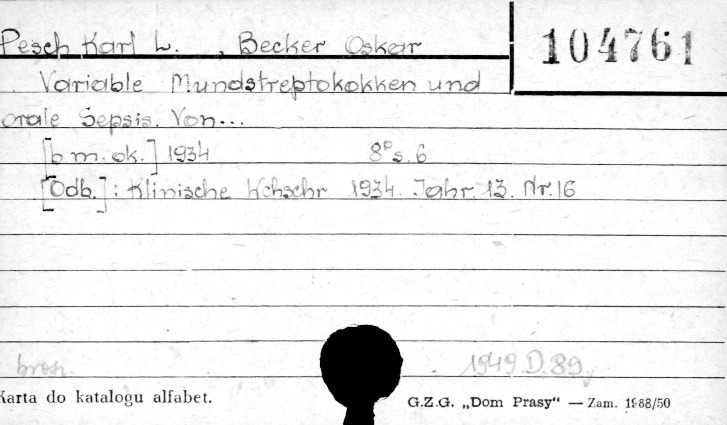 Pesch Karl L. , Becker Oskar
104761
Variable Mundstreptokokken und
orale Sepsis. Von...
[b m. ok.] 1934 8° s. 6
[Odb.]: Klinische Wchschr 1934. Jahr. 13. Nr. 16
brosz. 1949 D. 89.
Karta do katalogu alfabet.
G.Z.G. „Dom Prasy“ — Zam. 1988/50